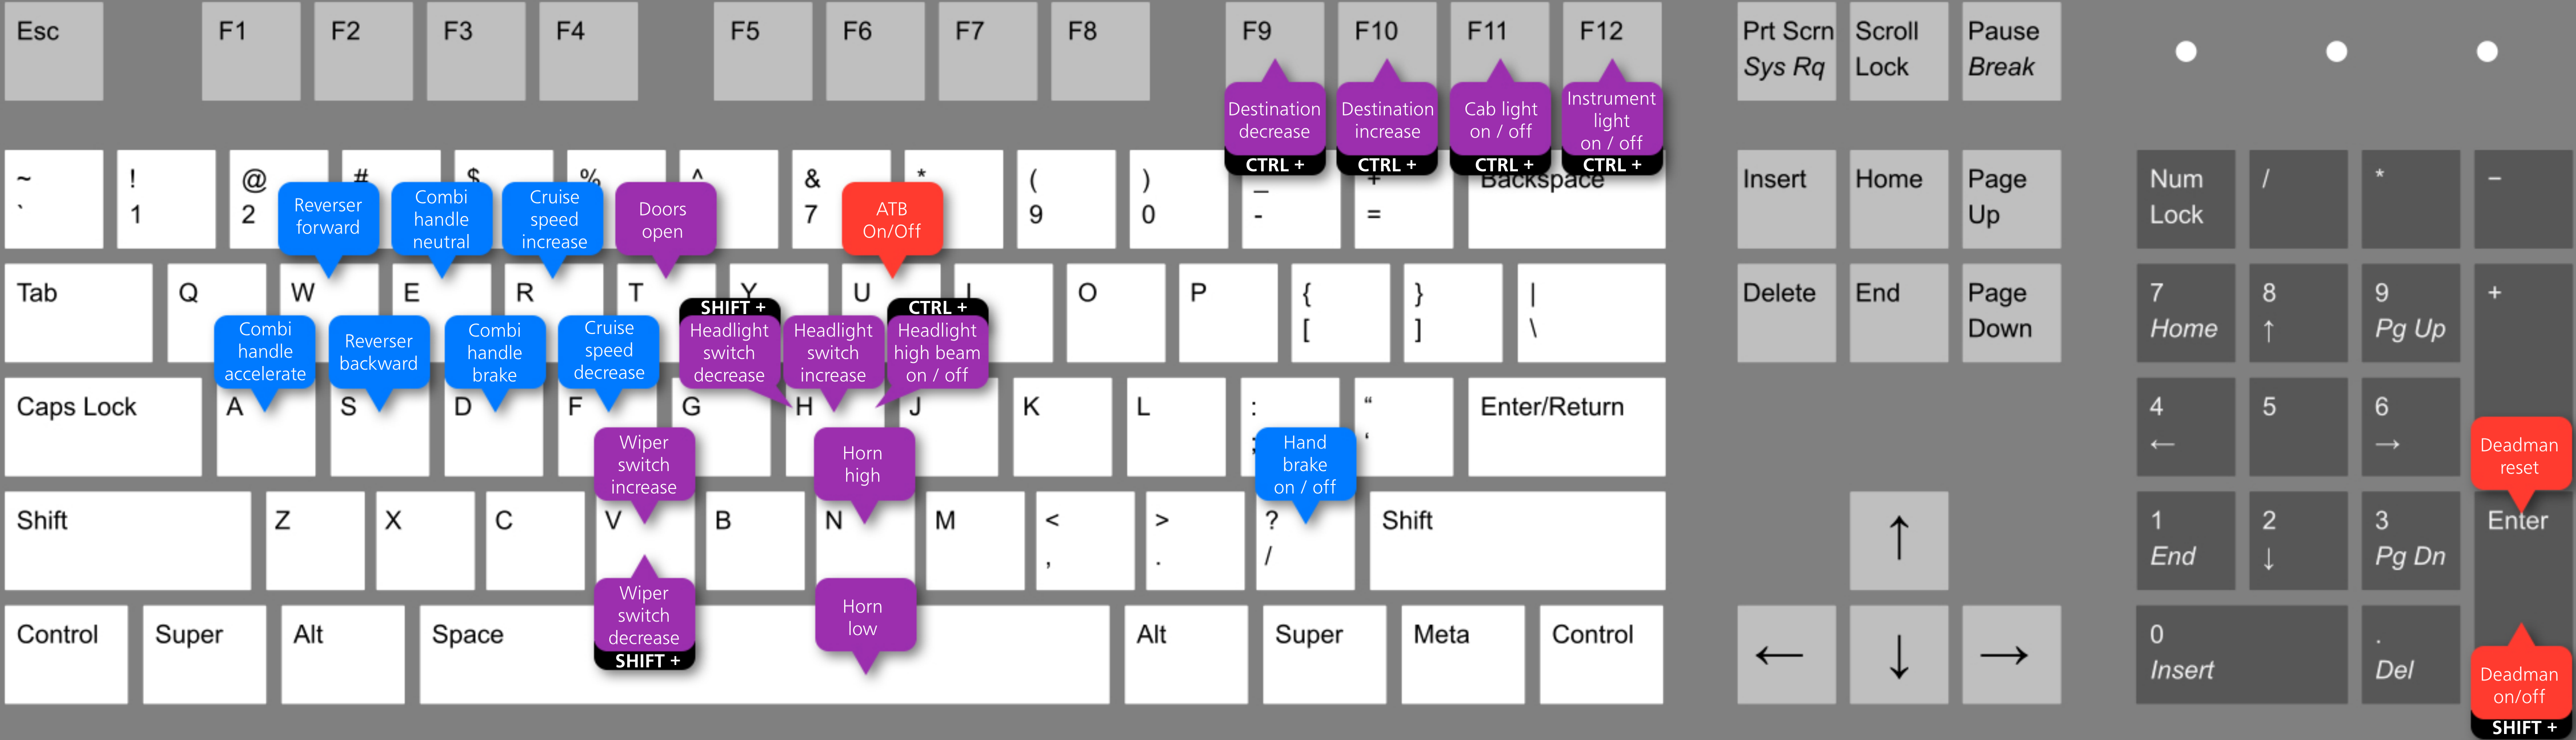 Esc
F1
F2
F3
F4
F5
F6
F7
F8
F9
F10
F11
F12
Prt Scrn
Sys Rq
Scroll
Lock
Pause
Break
Destination
decrease
CTRL +
Destination
increase
CTRL +
Cab light
on / off
CTRL +
Instrument
light
on / off
CTRL +
~
`
!
1
@
2
#
$
%
^
&
7
*
(
9
)
0
_
-
+
=
Backspace
Insert
Home
Page
Up
Num
Lock
/
*
–
Reverser
forward
Combi
handle
neutral
Cruise
speed
increase
Doors
open
ATB
On/Off
Tab
Q
W
E
R
T
Y
U
I
O
P
{
[
}
]
|
\
Delete
End
Page
Down
7
Home
8
↑
9
Pg Up
+
Combi
handle
accelerate
Reverser
backward
Combi
handle
brake
Cruise
speed
decrease
SHIFT +
Headlight
switch
decrease
Headlight
switch
increase
CTRL +
Headlight
high beam
on / off
Caps Lock
A
S
D
F
G
H
J
K
L
:
;
“
‘
Enter/Return
4
←
5
6
→
Wiper
switch
increase
Horn
high
Hand
brake
on / off
Deadman
reset
Shift
Z
X
C
V
B
N
M
<
,
>
.
?
/
Shift
↑
1
End
2
↓
3
Pg Dn
Enter
Wiper
switch
decrease
SHIFT +
Horn
low
Control
Super
Alt
Space
Alt
Super
Meta
Control
←
↓
→
0
Insert
.
Del
Deadman
on/off
SHIFT +